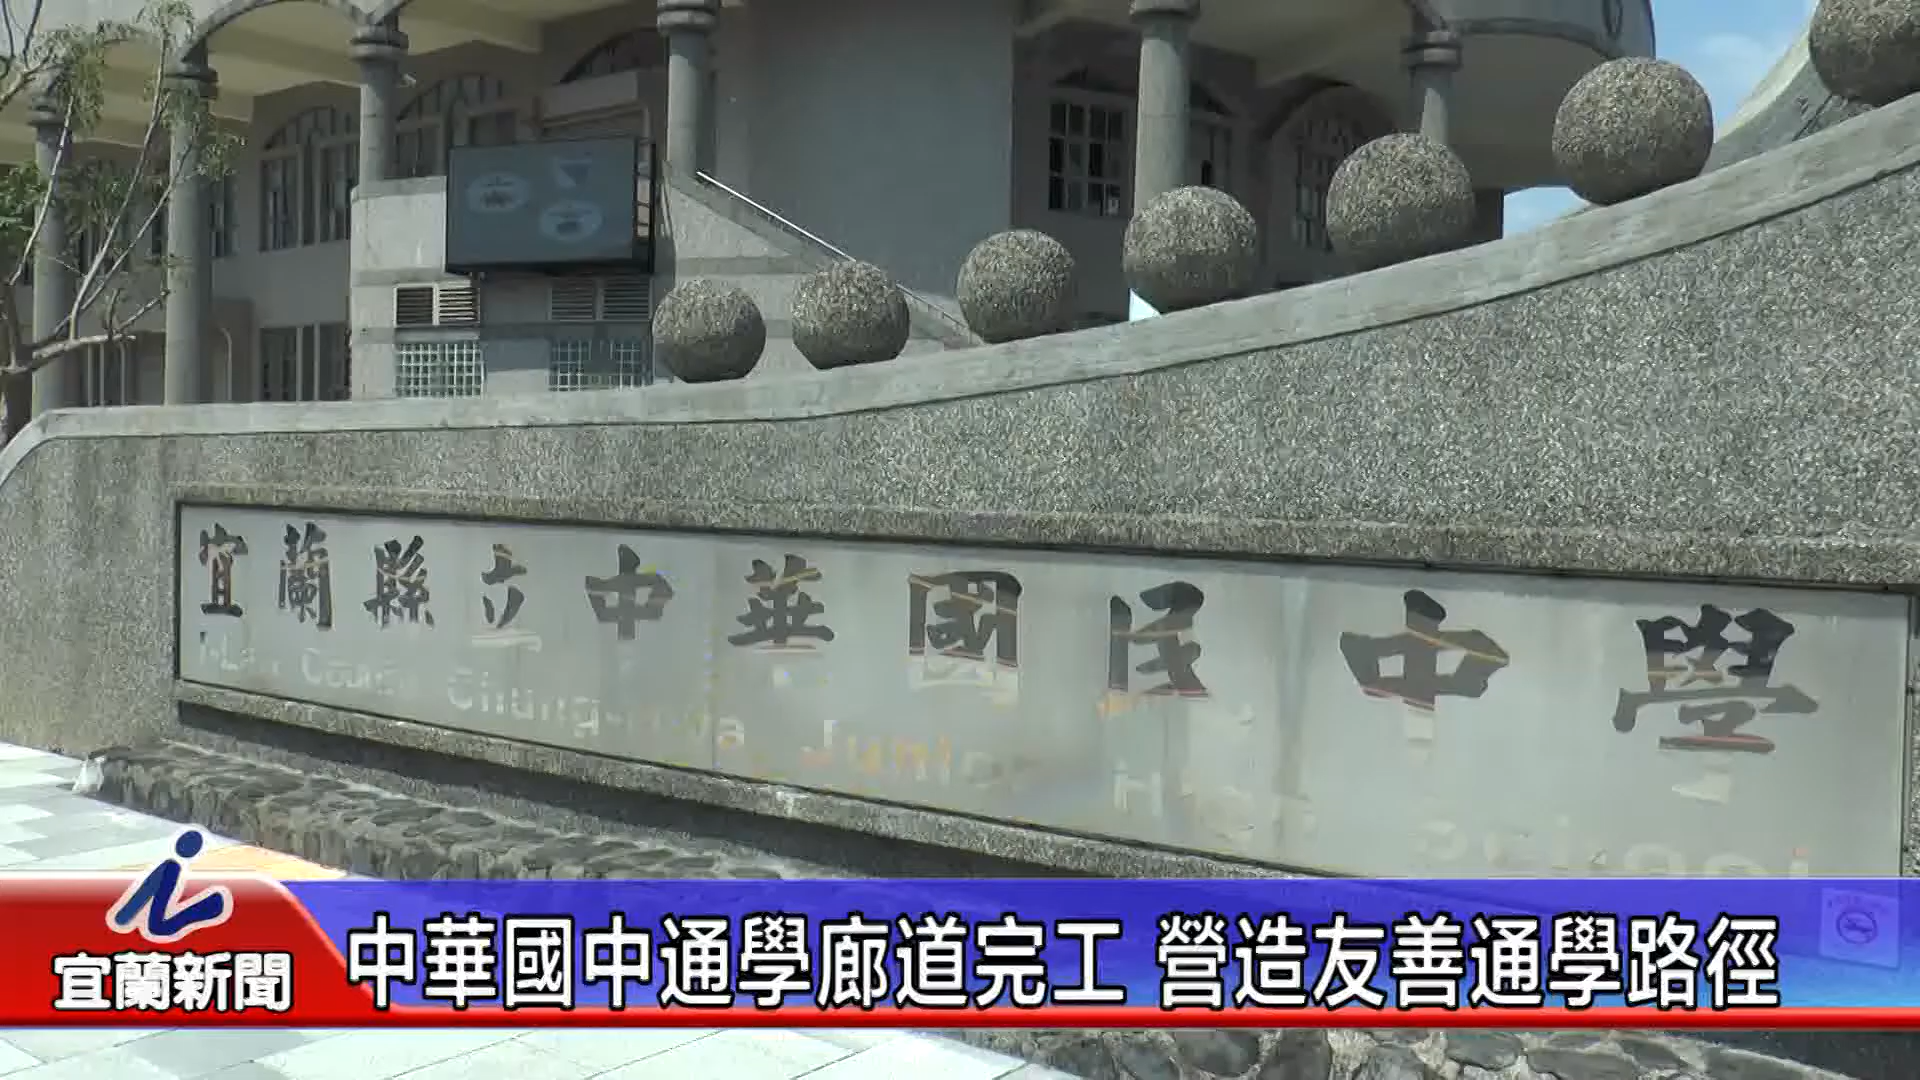 宜蘭縣立中華國民中學
宜蘭新聞
中華國中通學廊道完工 營造友善通學路徑